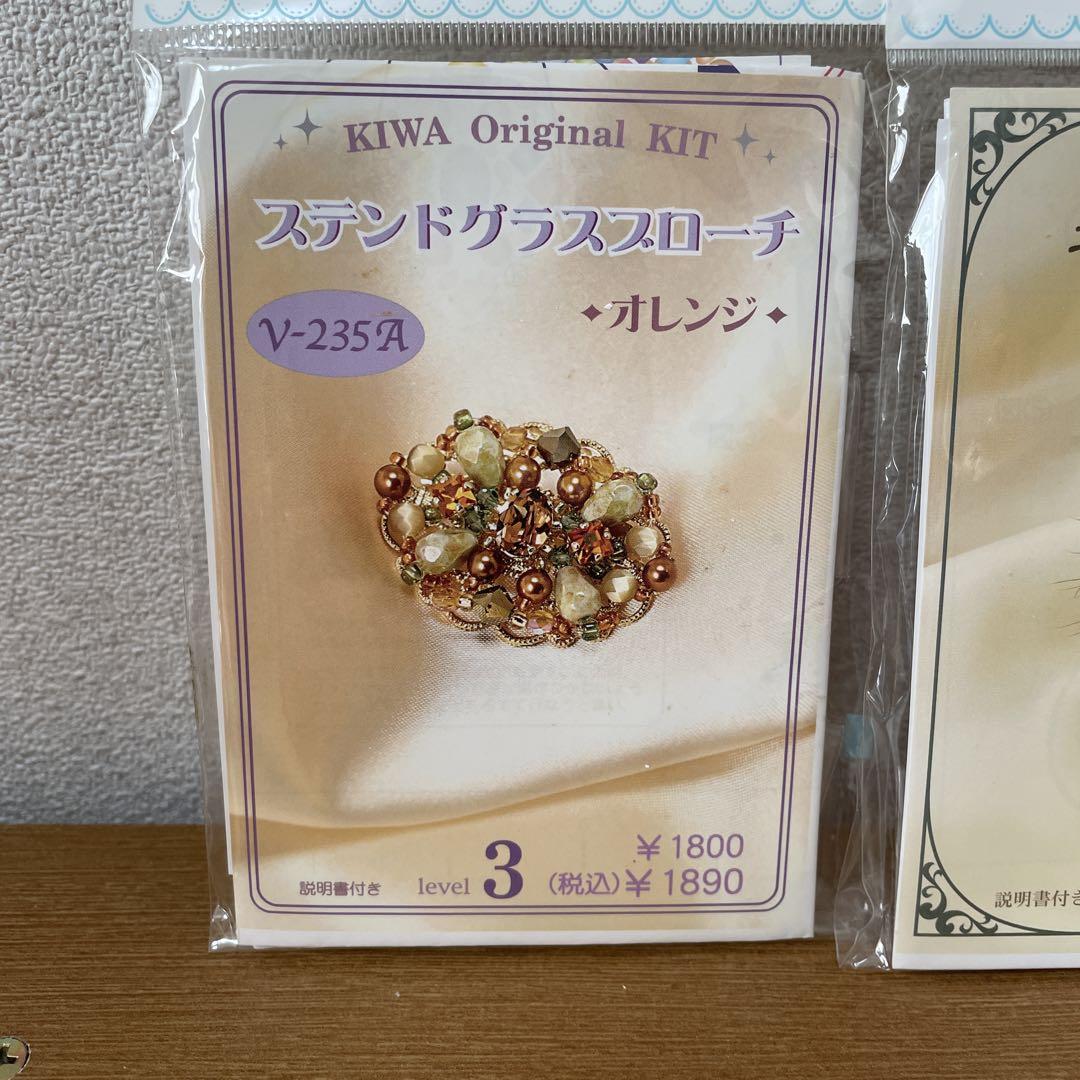 KIWA Original KIT
ステンドグラスブローチ
オレンジ
V-235A
¥1800
説明書付き level 3 (税込)¥1890
説明書付き